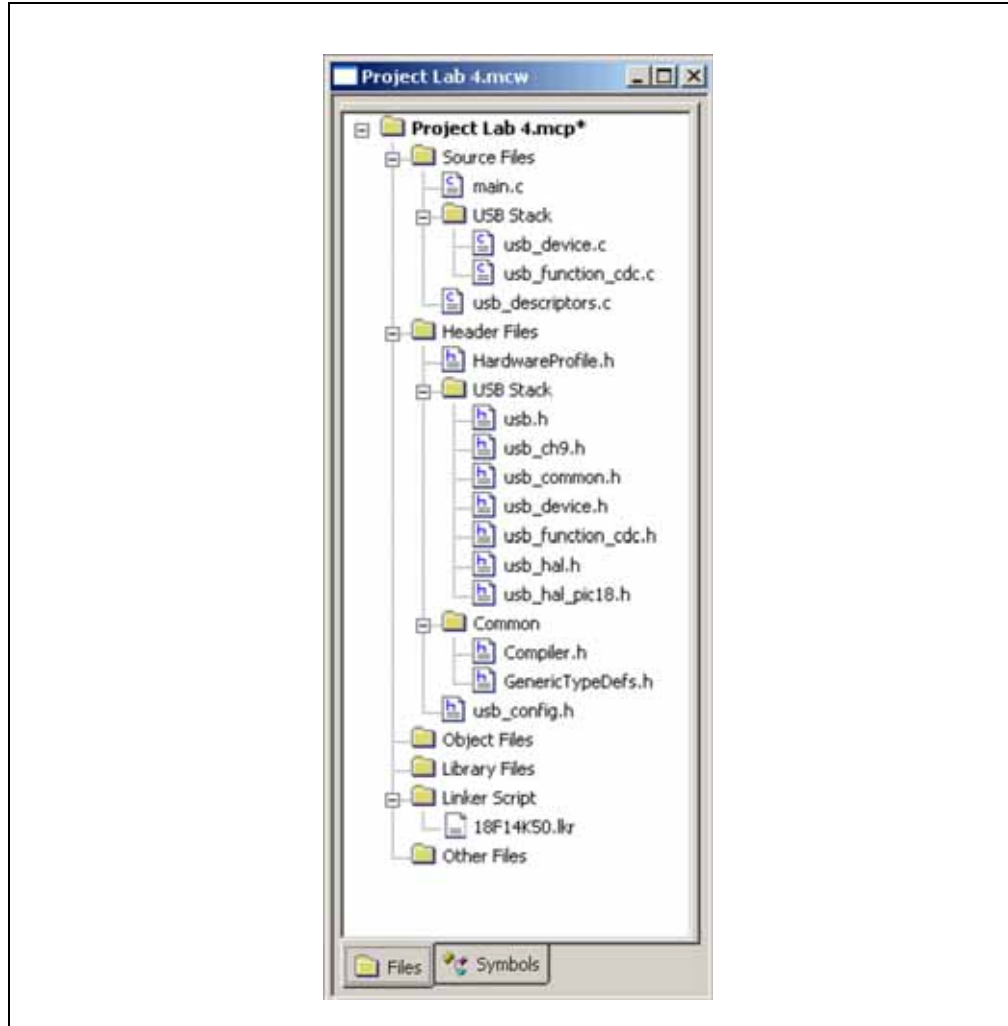 Project Lab 4.mcw
Project Lab 4.mcp*
Source Files
main.c
USB Stack
usb_device.c
usb_function_cdc.c
usb_descriptors.c
Header Files
HardwareProfile.h
USB Stack
usb.h
usb_ch9.h
usb_common.h
usb_device.h
usb_function_cdc.h
usb_hal.h
usb_hal_pic18.h
Common
Compiler.h
GenericTypeDefs.h
usb_config.h
Object Files
Library Files
Linker Script
18F14K50.lkr
Other Files
Files Symbols